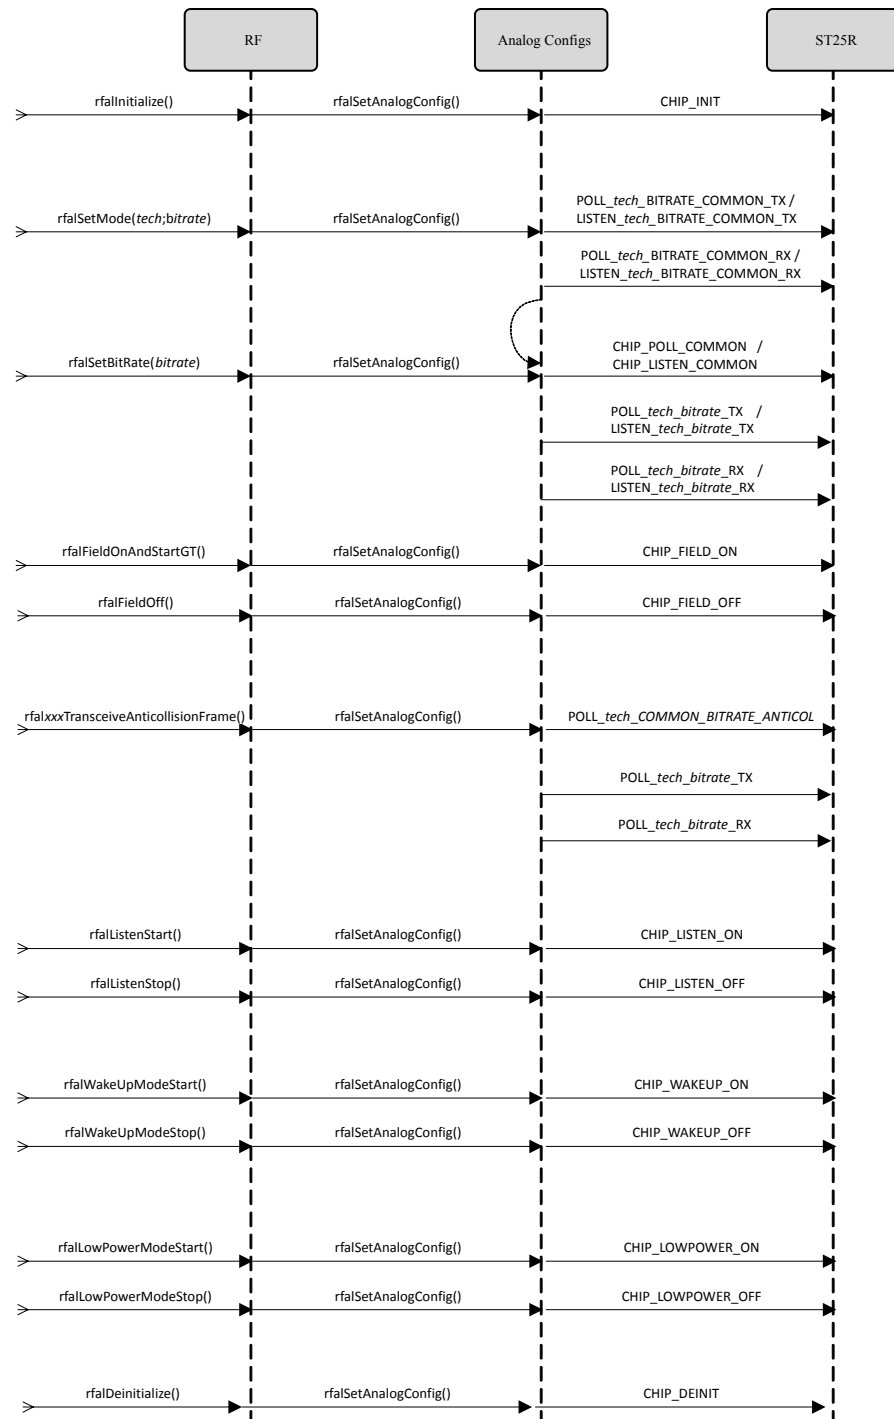 RF
Analog Configs
ST25R
rfalInitialize()
rfalSetAnalogConfig()
CHIP_INIT
rfalSetMode(tech;bitrate)
rfalSetAnalogConfig()
POLL_tech_BITRATE_COMMON_TX /
LISTEN_tech_BITRATE_COMMON_TX
POLL_tech_BITRATE_COMMON_RX /
LISTEN_tech_BITRATE_COMMON_RX
rfalSetBitRate(bitrate)
rfalSetAnalogConfig()
CHIP_POLL_COMMON /
CHIP_LISTEN_COMMON
POLL_tech_bitrate_TX /
LISTEN_tech_bitrate_TX
POLL_tech_bitrate_RX /
LISTEN_tech_bitrate_RX
rfalFieldOnAndStartGT()
rfalSetAnalogConfig()
CHIP_FIELD_ON
rfalFieldOff()
rfalSetAnalogConfig()
CHIP_FIELD_OFF
rfalxxxTransceiveAnticollisionFrame()
rfalSetAnalogConfig()
POLL_tech_COMMON_BITRATE_ANTICOL
POLL_tech_bitrate_TX
POLL_tech_bitrate_RX
rfalListenStart()
rfalSetAnalogConfig()
CHIP_LISTEN_ON
rfalListenStop()
rfalSetAnalogConfig()
CHIP_LISTEN_OFF
rfalWakeUpModeStart()
rfalSetAnalogConfig()
CHIP_WAKEUP_ON
rfalWakeUpModeStop()
rfalSetAnalogConfig()
CHIP_WAKEUP_OFF
rfalLowPowerModeStart()
rfalSetAnalogConfig()
CHIP_LOWPOWER_ON
rfalLowPowerModeStop()
rfalSetAnalogConfig()
CHIP_LOWPOWER_OFF
rfalDeinitialize()
rfalSetAnalogConfig()
CHIP_DEINIT